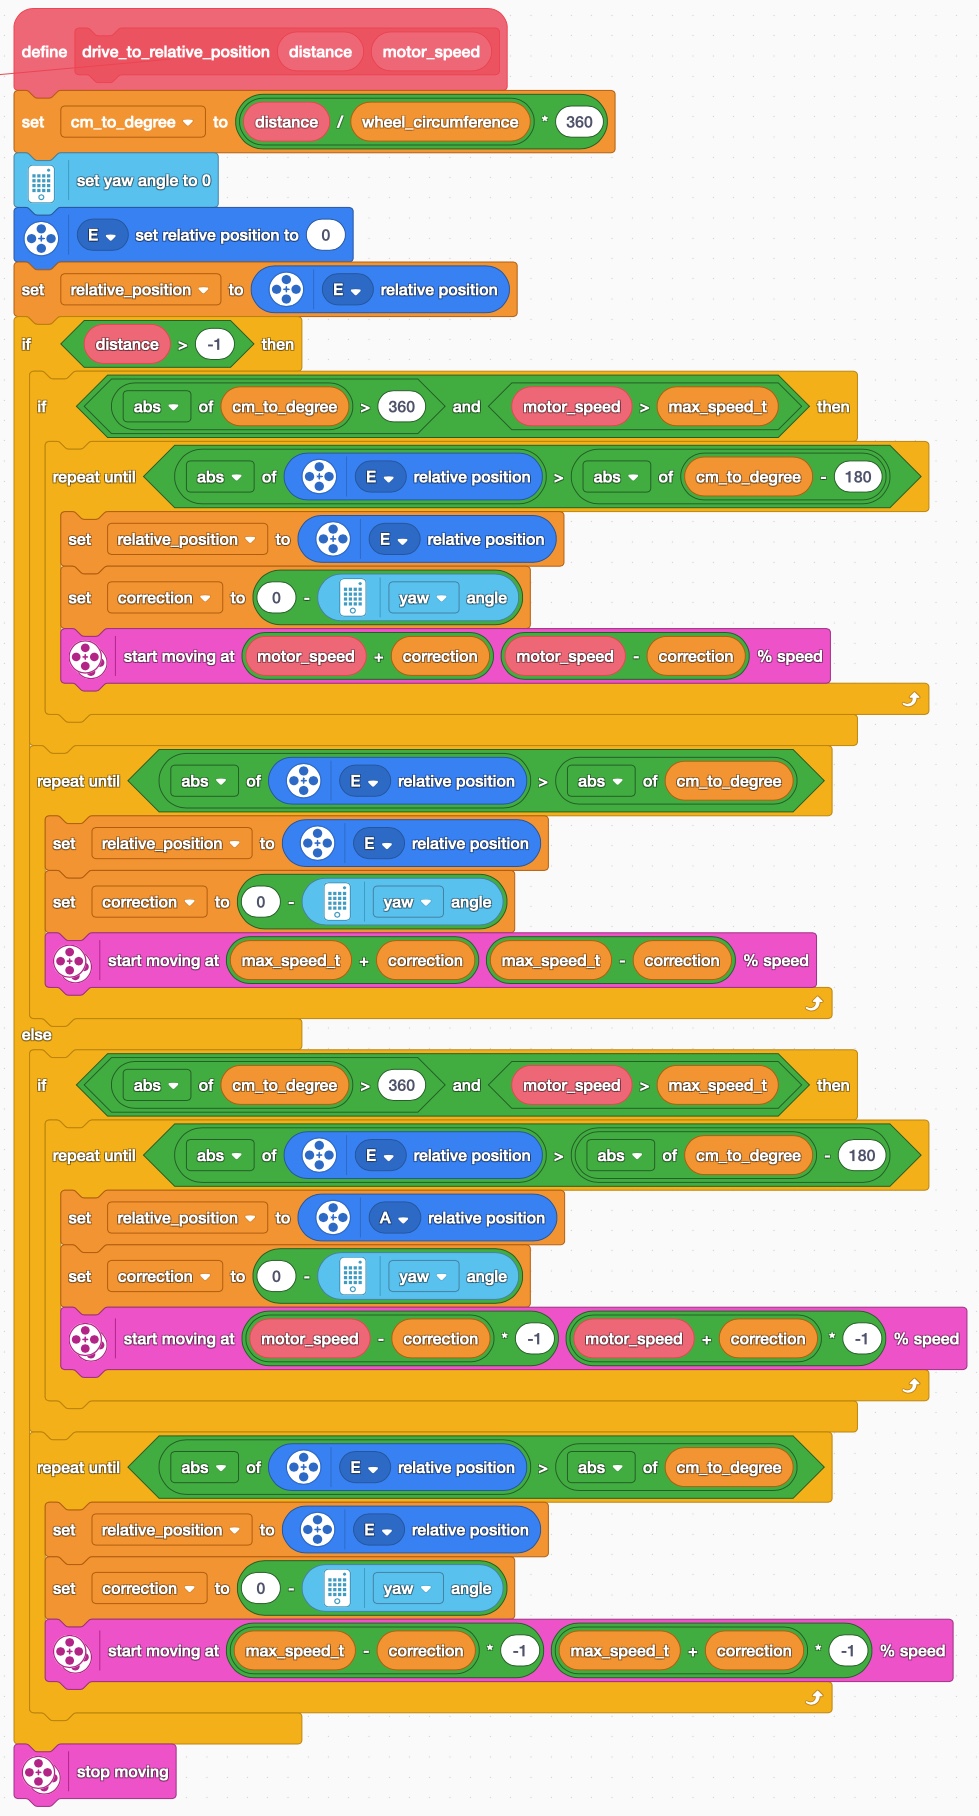 define drive_to_relative_position distance motor_speed
set cm_to_degree to distance / wheel_circumference * 360
set yaw angle to 0
E set relative position to 0
set relative_position to E relative position
if distance > -1 then
if abs of cm_to_degree > 360 and motor_speed > max_speed_t then
repeat until abs of E relative position > abs of cm_to_degree - 180
set relative_position to E relative position
set correction to 0 - yaw angle
start moving at motor_speed + correction motor_speed - correction % speed
repeat until abs of E relative position > abs of cm_to_degree
set relative_position to E relative position
set correction to 0 - yaw angle
start moving at max_speed_t + correction max_speed_t - correction % speed
else
if abs of cm_to_degree > 360 and motor_speed > max_speed_t then
repeat until abs of E relative position > abs of cm_to_degree - 180
set relative_position to A relative position
set correction to 0 - yaw angle
start moving at motor_speed - correction * -1 motor_speed + correction * -1 % speed
repeat until abs of E relative position > abs of cm_to_degree
set relative_position to E relative position
set correction to 0 - yaw angle
start moving at max_speed_t - correction * -1 max_speed_t + correction * -1 % speed
stop moving